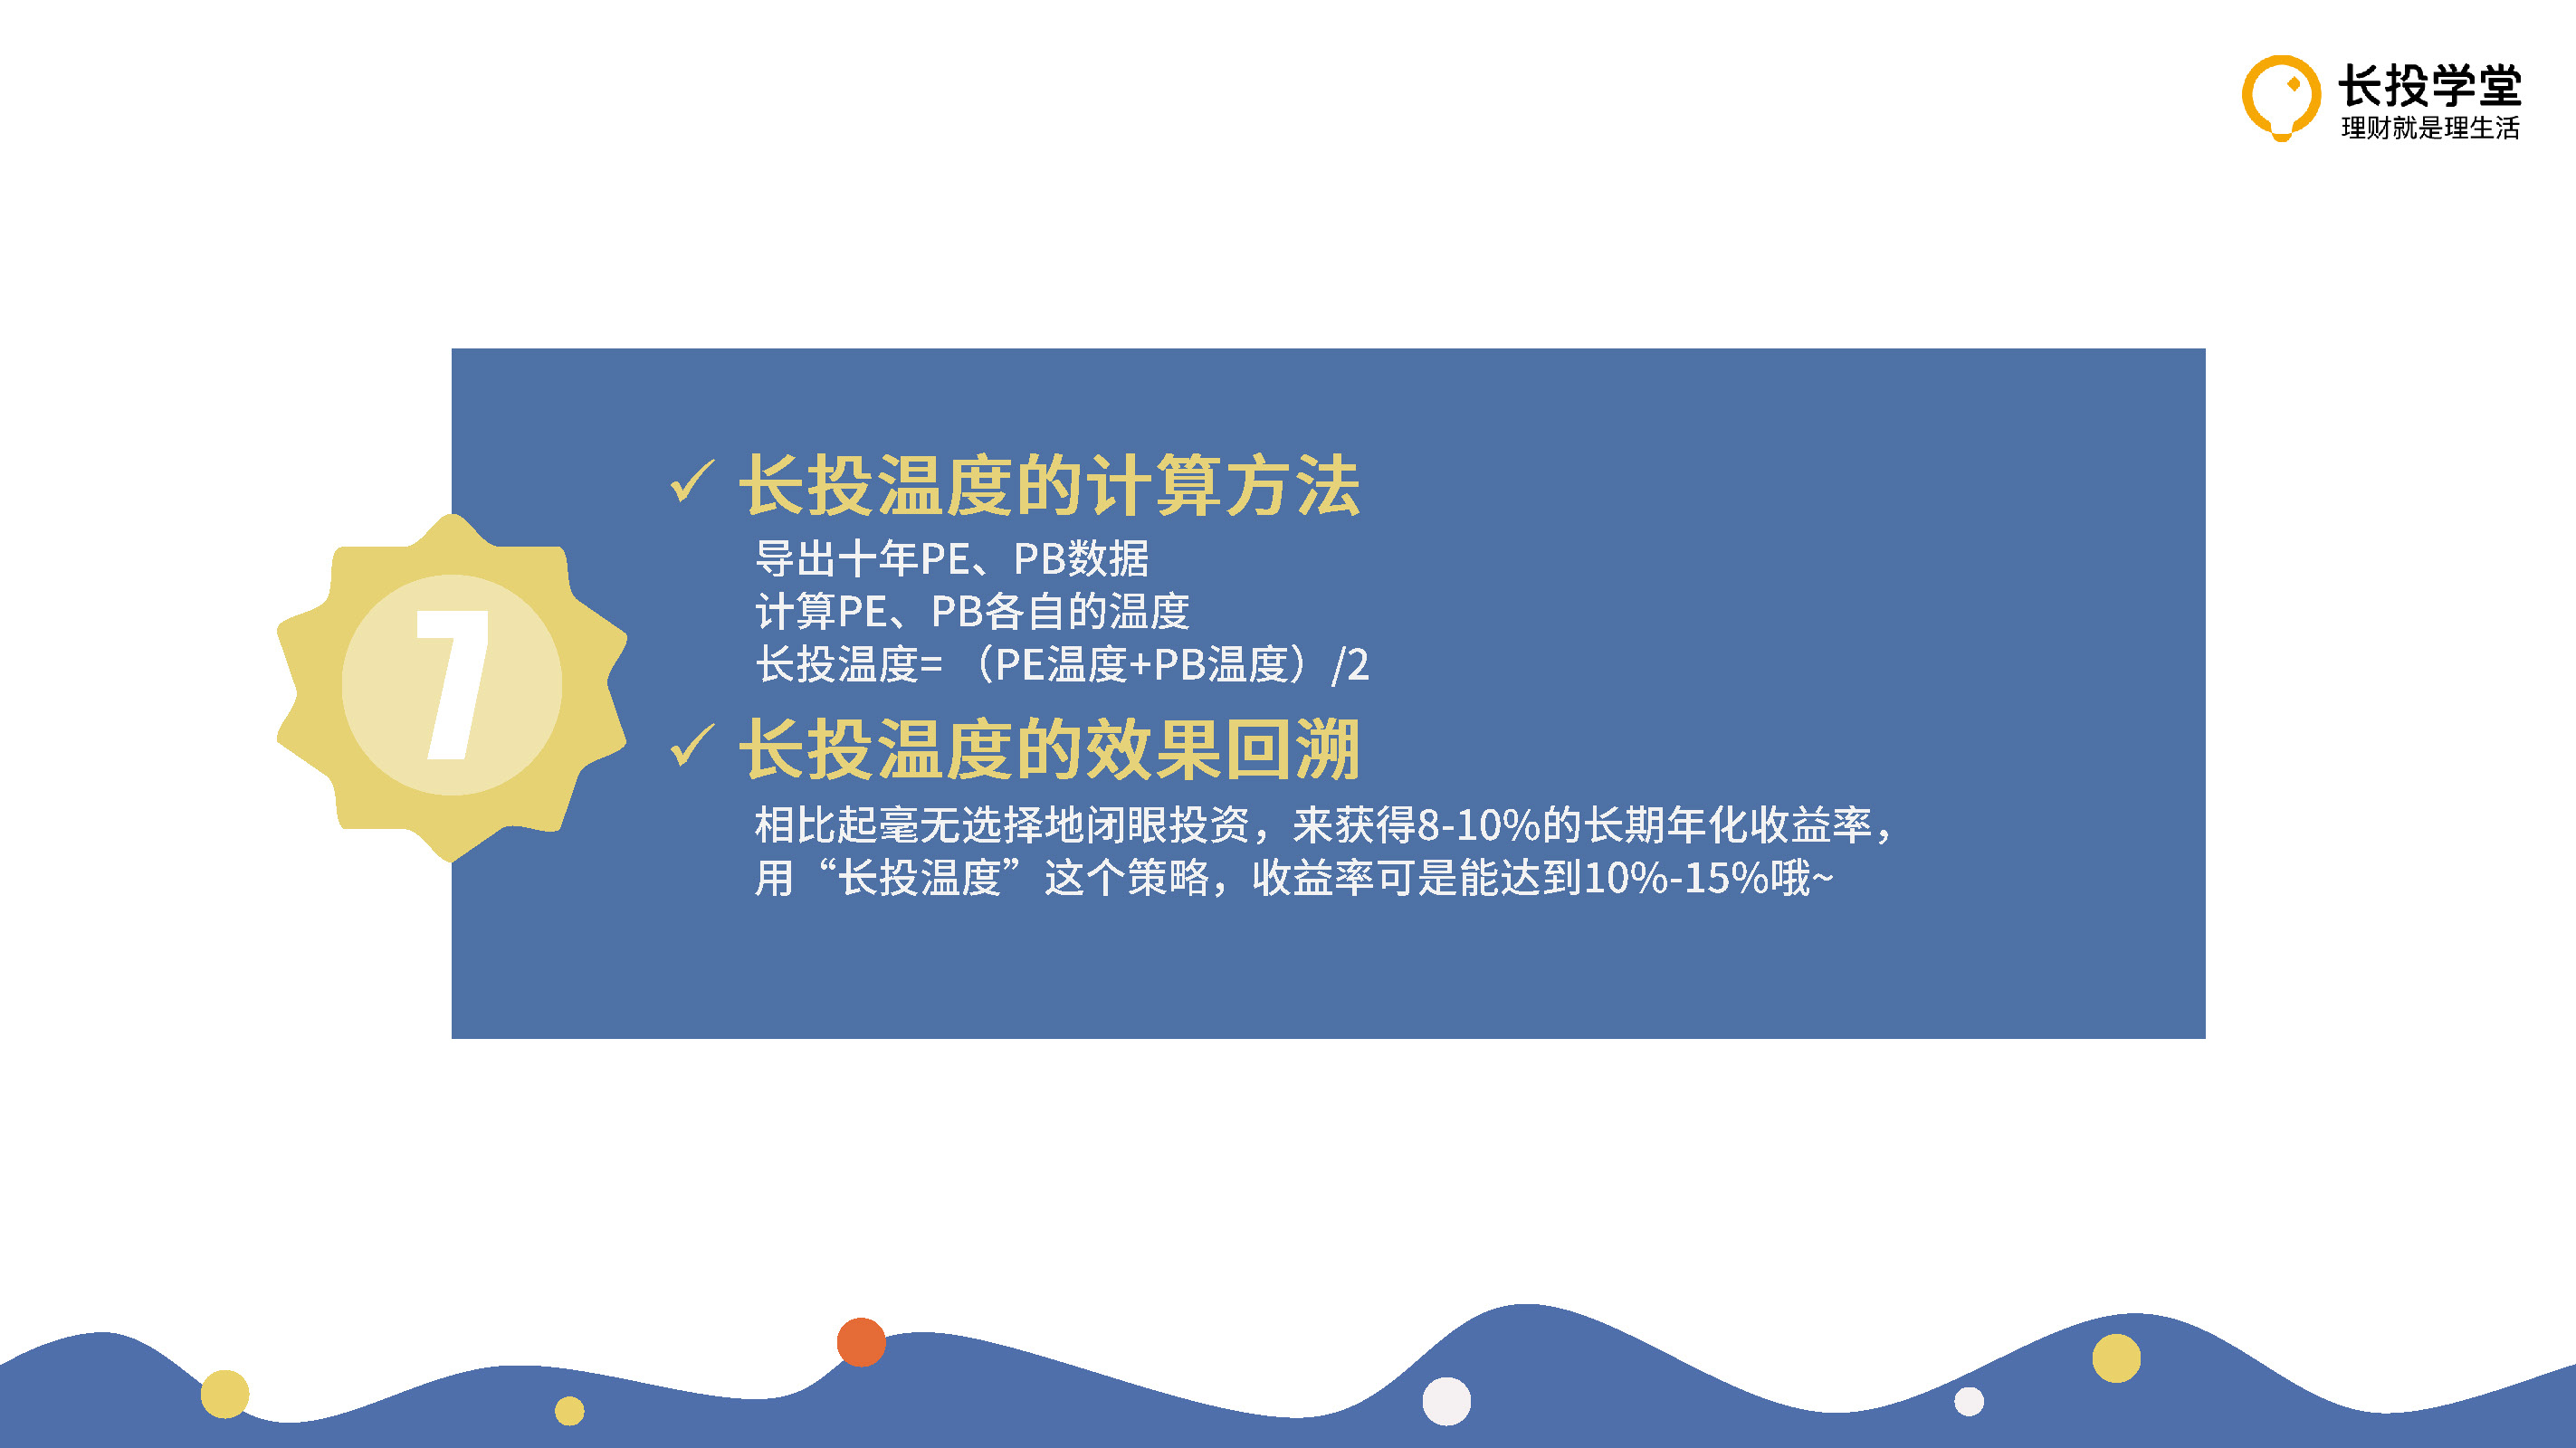 长投学堂
理财就是理生活
✓ 长投温度的计算方法
导出十年PE、PB数据
计算PE、PB各自的温度
长投温度=（PE温度+PB温度）/2
7
✓ 长投温度的效果回溯
相比起毫无选择地闭眼投资，来获得8-10%的长期年化收益率，
用“长投温度”这个策略，收益率可是能达到10%-15%哦~